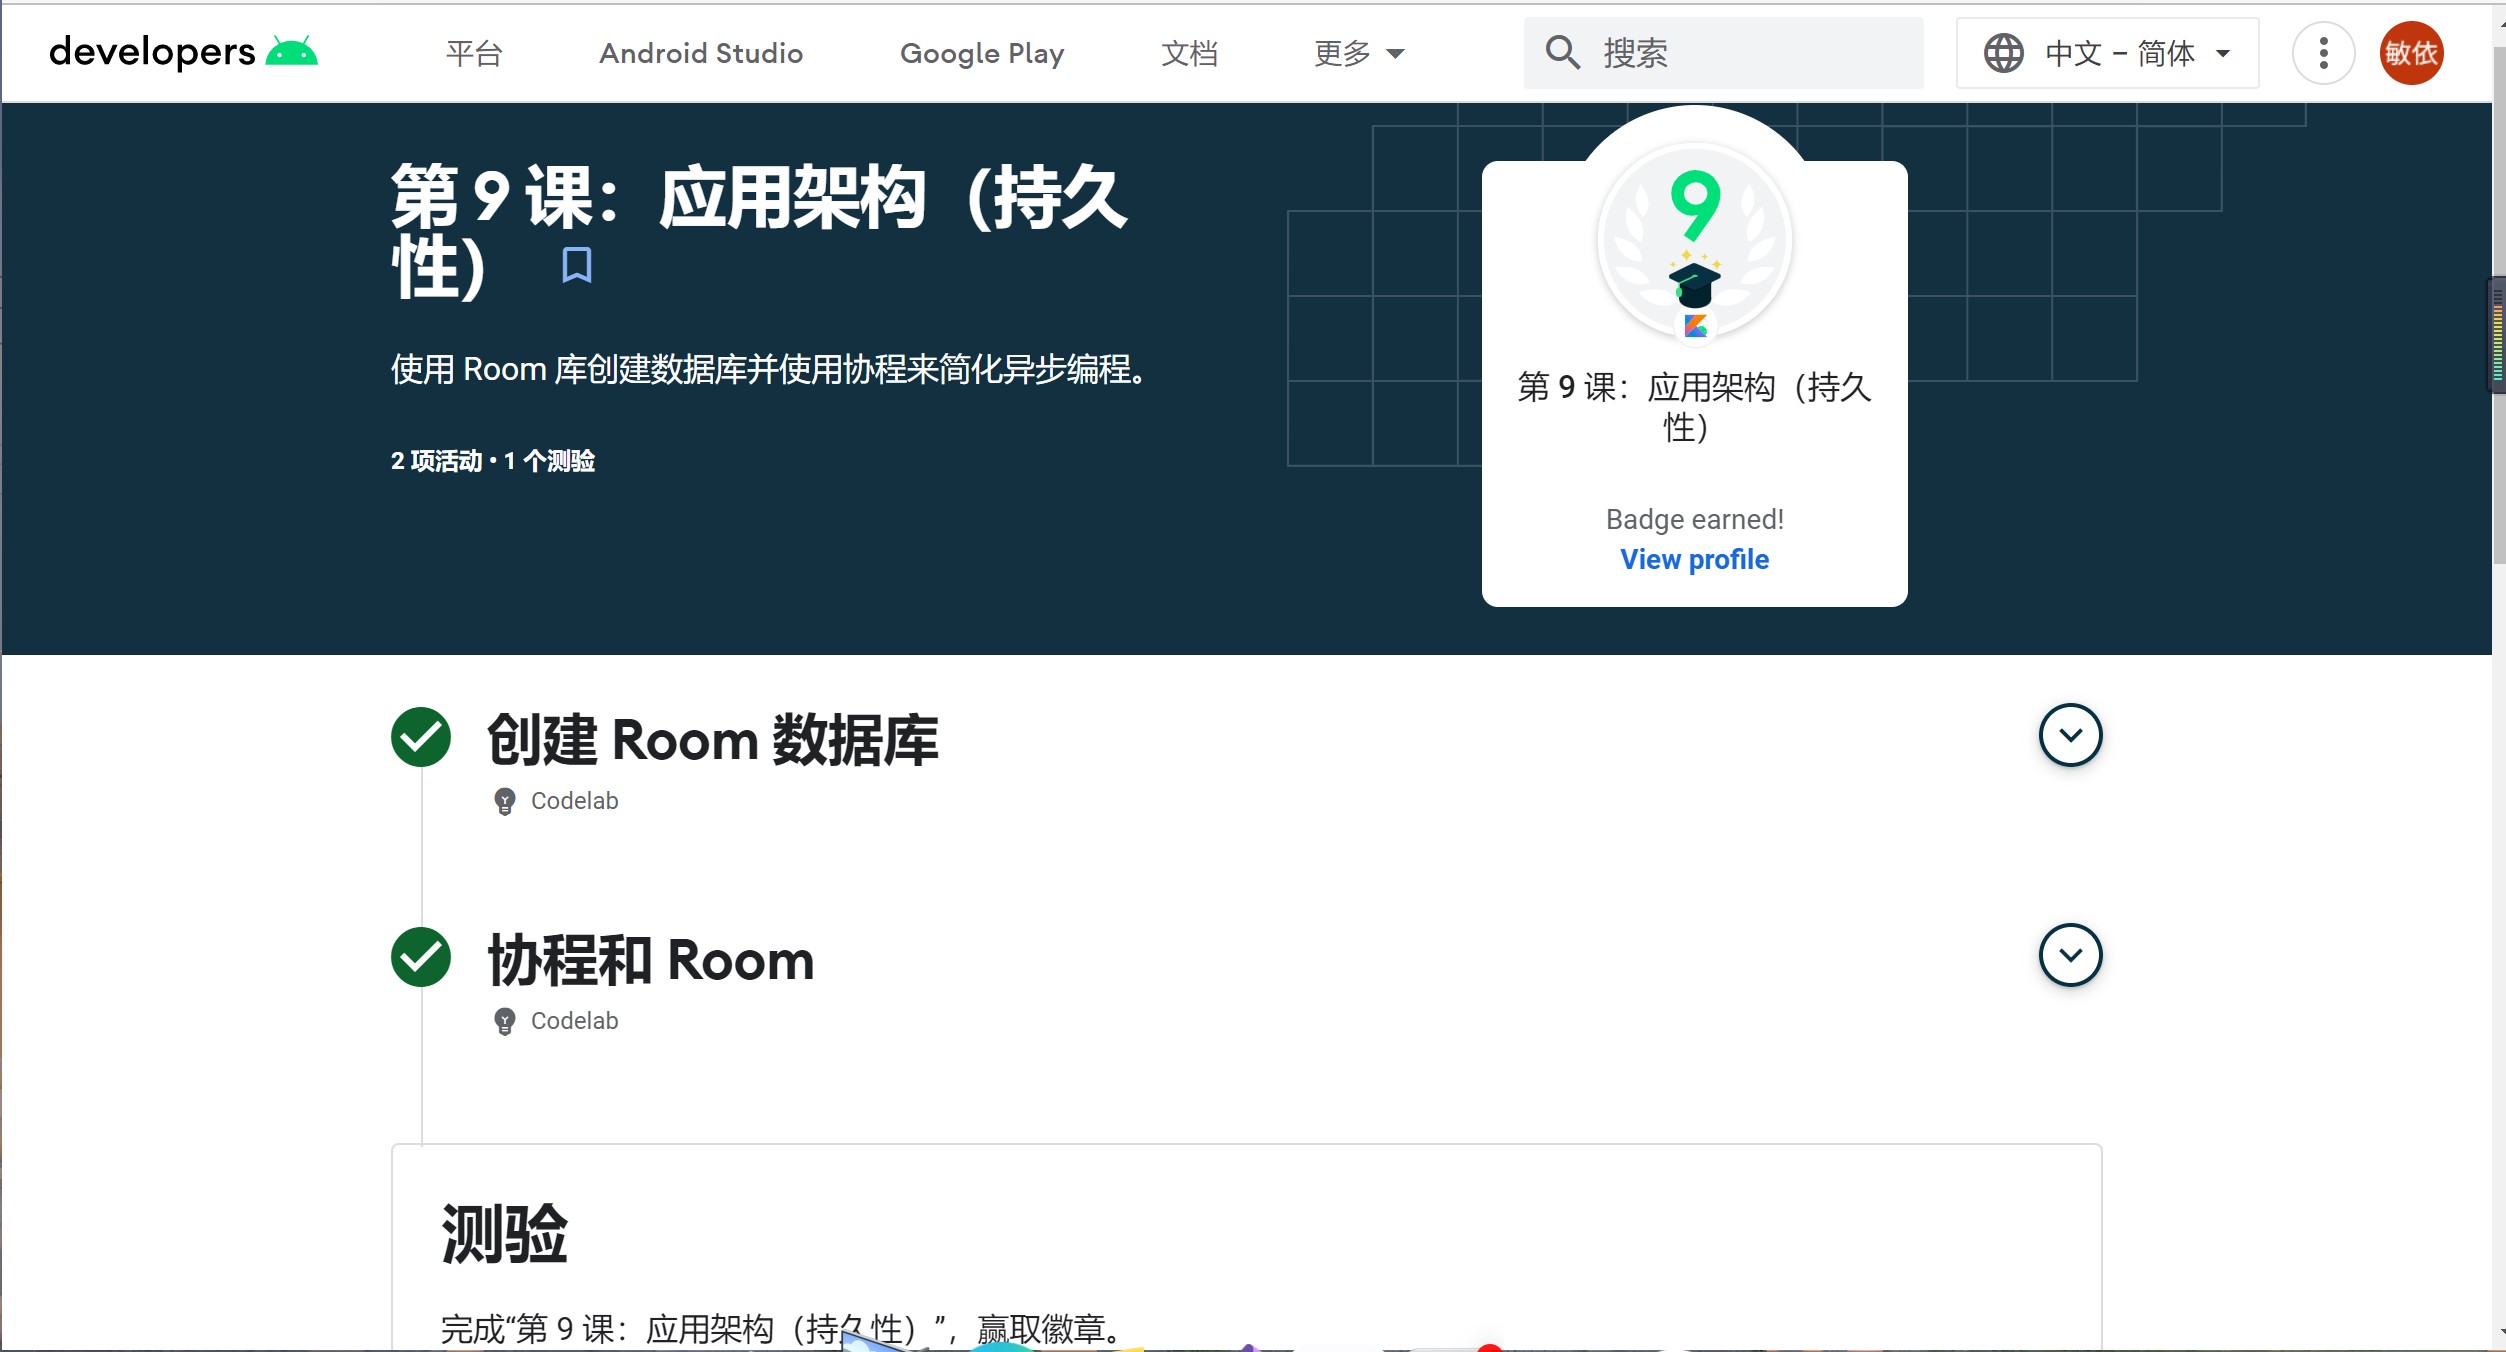 developers
平台
Android Studio
Google Play
文档
更多
搜索
中文 – 简体
敏依
第 9 课：应用架构（持久
性）
使用 Room 库创建数据库并使用协程来简化异步编程。
2 项活动 • 1 个测验
9
第 9 课：应用架构（持久
性）
Badge earned!
View profile
创建 Room 数据库
Codelab
协程和 Room
Codelab
测验
完成“第 9 课：应用架构（持久性）”，赢取徽章。